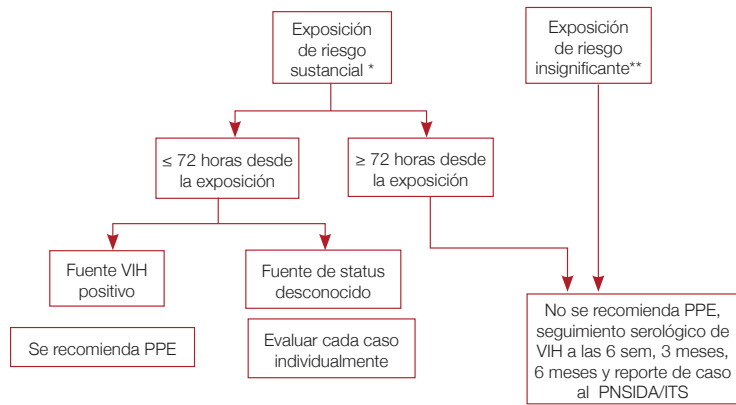 Exposición
de riesgo
sustancial *
Exposición
de riesgo
insignificante**
≤ 72 horas desde
la exposición
≥ 72 horas desde
la exposición
Fuente VIH
positivo
Fuente de status
desconocido
Se recomienda PPE
Evaluar cada caso
individualmente
No se recomienda PPE,
seguimiento serológico de
VIH a las 6 sem, 3 meses,
6 meses y reporte de caso
al PNSIDA/ITS